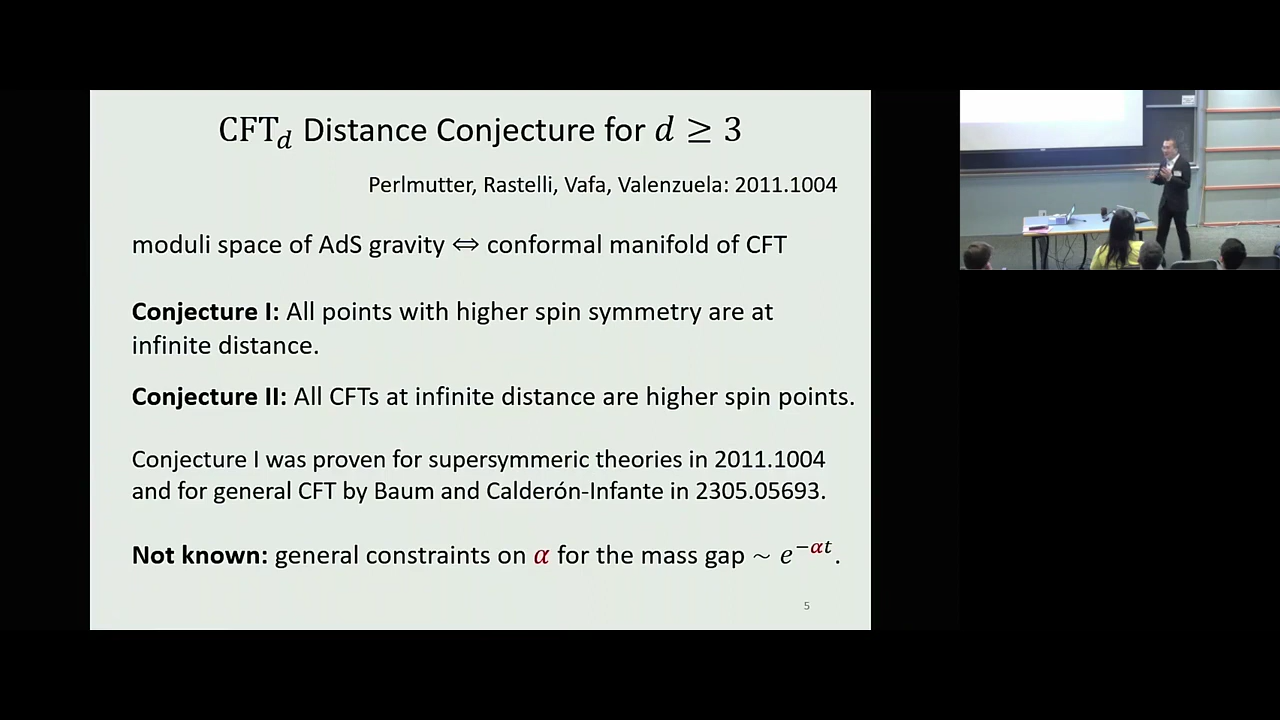 CFT_d Distance Conjecture for d ≥ 3
Perlmutter, Rastelli, Vafa, Valenzuela: 2011.1004
moduli space of AdS gravity ⇔ conformal manifold of CFT
Conjecture I: All points with higher spin symmetry are at
infinite distance.
Conjecture II: All CFTs at infinite distance are higher spin points.
Conjecture I was proven for supersymmeric theories in 2011.1004
and for general CFT by Baum and Calderón-Infante in 2305.05693.
Not known: general constraints on α for the mass gap ~ e^{-αt}.
5